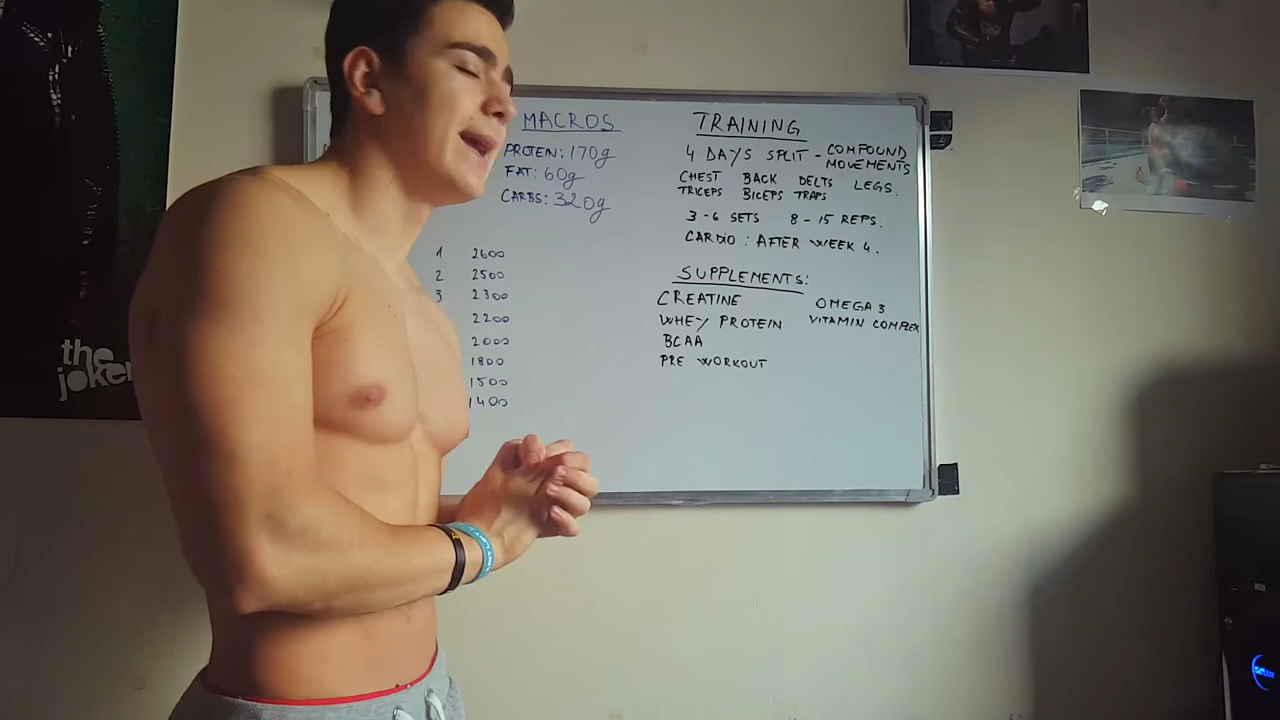 the
joker
MACROS
PROTEN: 170g
FAT: 60g
CARBS: 320g
1 2600
2 2500
3 2300
2200
2000
1800
1500
1400
TRAINING
4 DAYS SPLIT - COMPOUND
MOVEMENTS
CHEST BACK DELTS LEGS.
TRICEPS BICEPS TRAPS
3-6 SETS 8-15 REPS.
CARDIO: AFTER WEEK 4.
SUPPLEMENTS:
CREATINE OMEGA 3
WHEY PROTEIN VITAMIN COMPLEX
BCAA
PRE WORKOUT